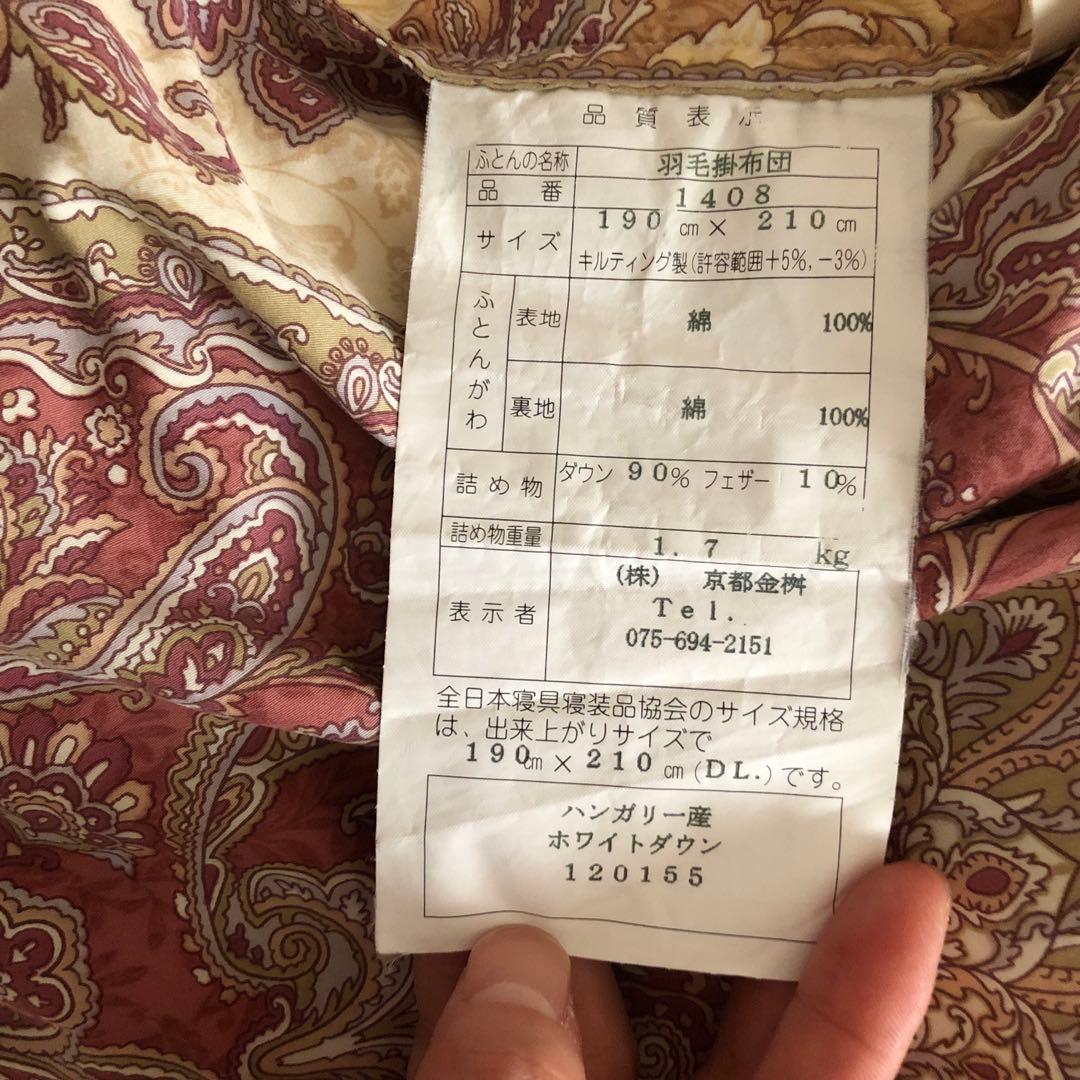 品質表示
ふとんの名称 羽毛掛布団
品番 1408
サイズ 190㎝×210㎝
キルティング製(許容範囲+5%,−3%)
ふとんがわ 表地 綿 100%
裏地 綿 100%
詰め物 ダウン 90% フェザー 10%
詰め物重量 1.7 kg
表示者 (株) 京都金桝
Tel.
075-694-2151
全日本寝具寝装品協会のサイズ規格
は、出来上がりサイズで
190㎝×210㎝(DL.)です。
ハンガリー産
ホワイトダウン
120155